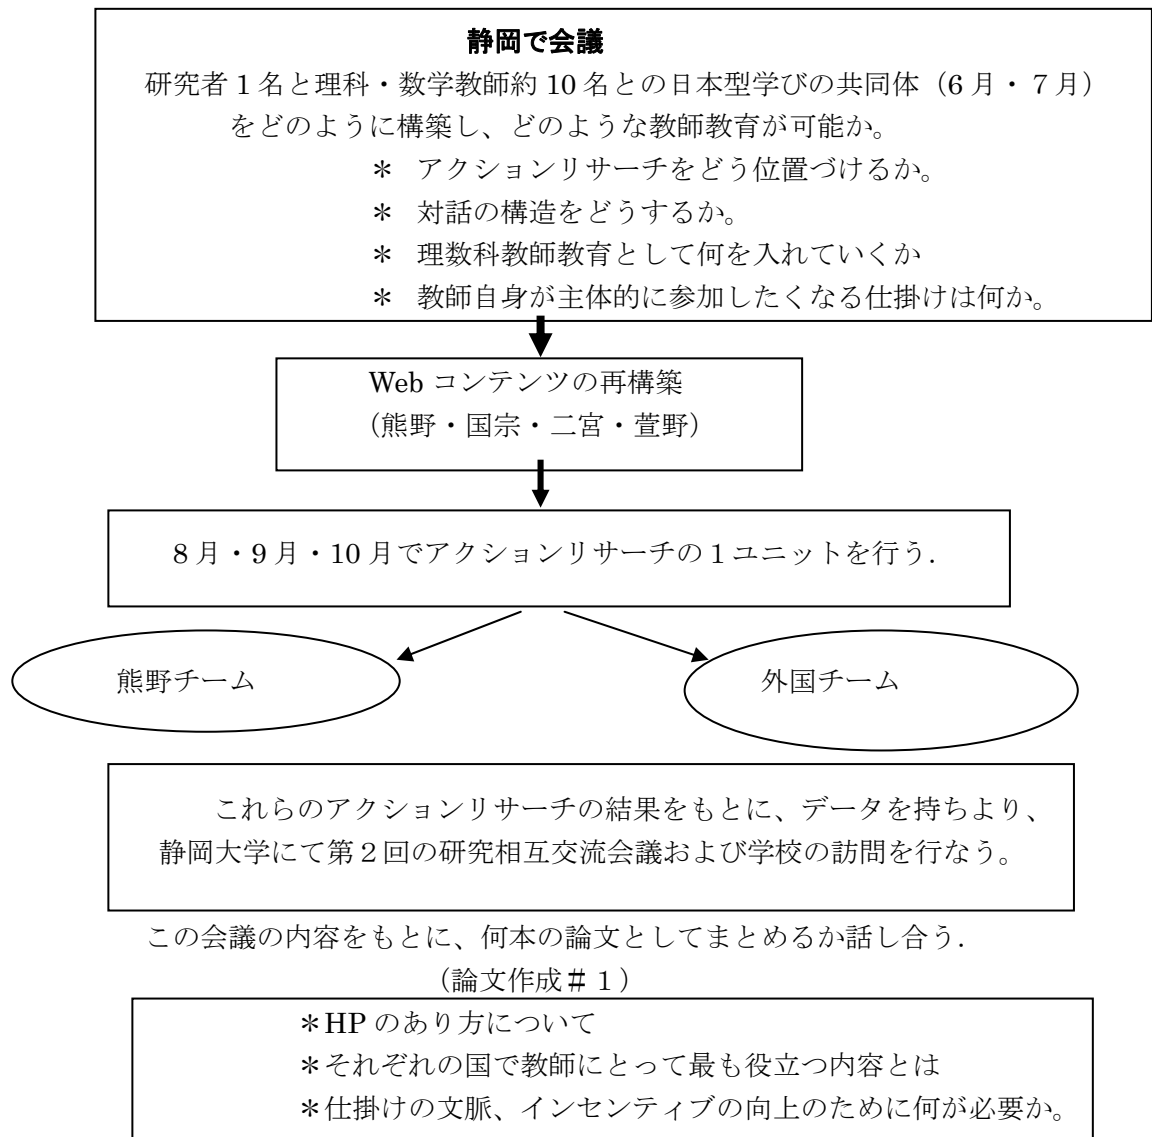 静岡で会議
研究者1名と理科・数学教師約10名との日本型学びの共同体(6月・7月)
をどのように構築し、どのような教師教育が可能か。
＊ アクションリサーチをどう位置づけるか。
＊ 対話の構造をどうするか。
＊ 理数科教師教育として何を入れていくか
＊ 教師自身が主体的に参加したくなる仕掛けは何か。
Web コンテンツの再構築
(熊野・国宗・二宮・萱野)
8月・9月・10月でアクションリサーチの1ユニットを行う.
熊野チーム
外国チーム
これらのアクションリサーチの結果をもとに、データを持ちより、
静岡大学にて第2回の研究相互交流会議および学校の訪問を行なう。
この会議の内容をもとに、何本の論文としてまとめるか話し合う.
(論文作成＃1)
＊HP のあり方について
＊それぞれの国で教師にとって最も役立つ内容とは
＊仕掛けの文脈、インセンティブの向上のために何が必要か。